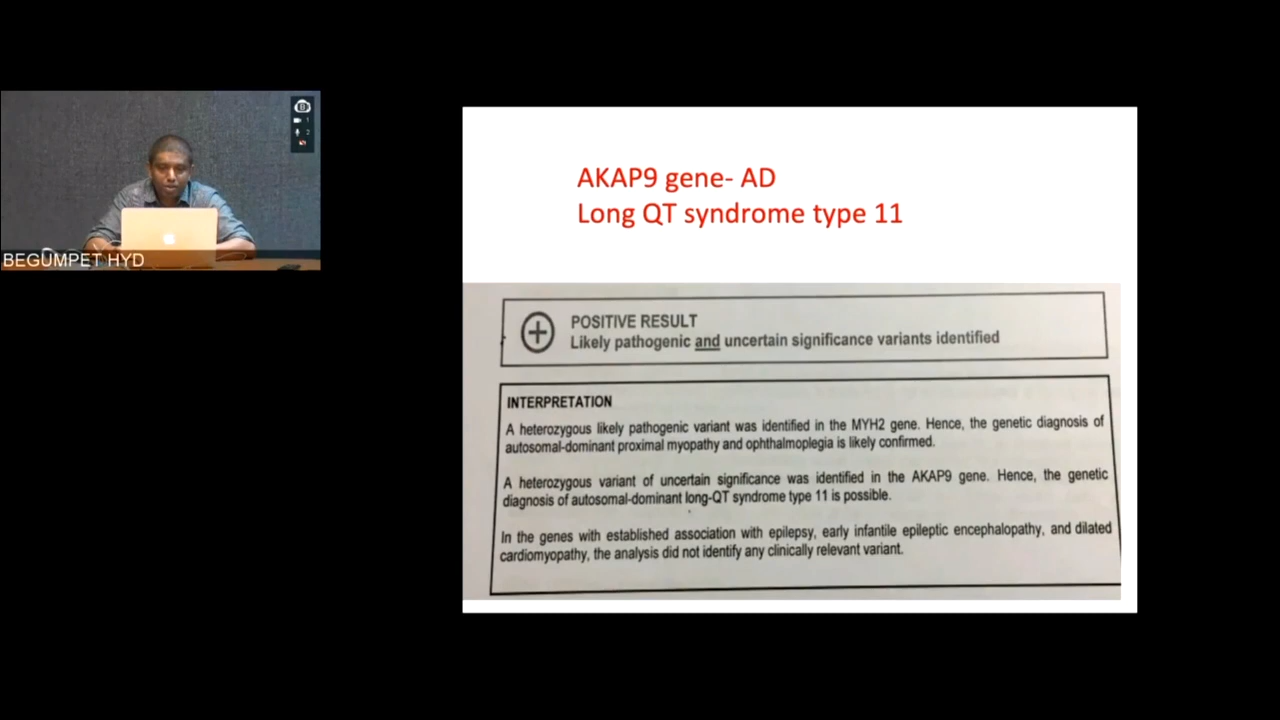 BEGUMPET HYD
AKAP9 gene- AD
Long QT syndrome type 11
POSITIVE RESULT
Likely pathogenic and uncertain significance variants identified
INTERPRETATION
A heterozygous likely pathogenic variant was identified in the MYH2 gene. Hence, the genetic diagnosis of
autosomal-dominant proximal myopathy and ophthalmoplegia is likely confirmed.
A heterozygous variant of uncertain significance was identified in the AKAP9 gene. Hence, the genetic
diagnosis of autosomal-dominant long-QT syndrome type 11 is possible.
In the genes with established association with epilepsy, early infantile epileptic encephalopathy, and dilated
cardiomyopathy, the analysis did not identify any clinically relevant variant.